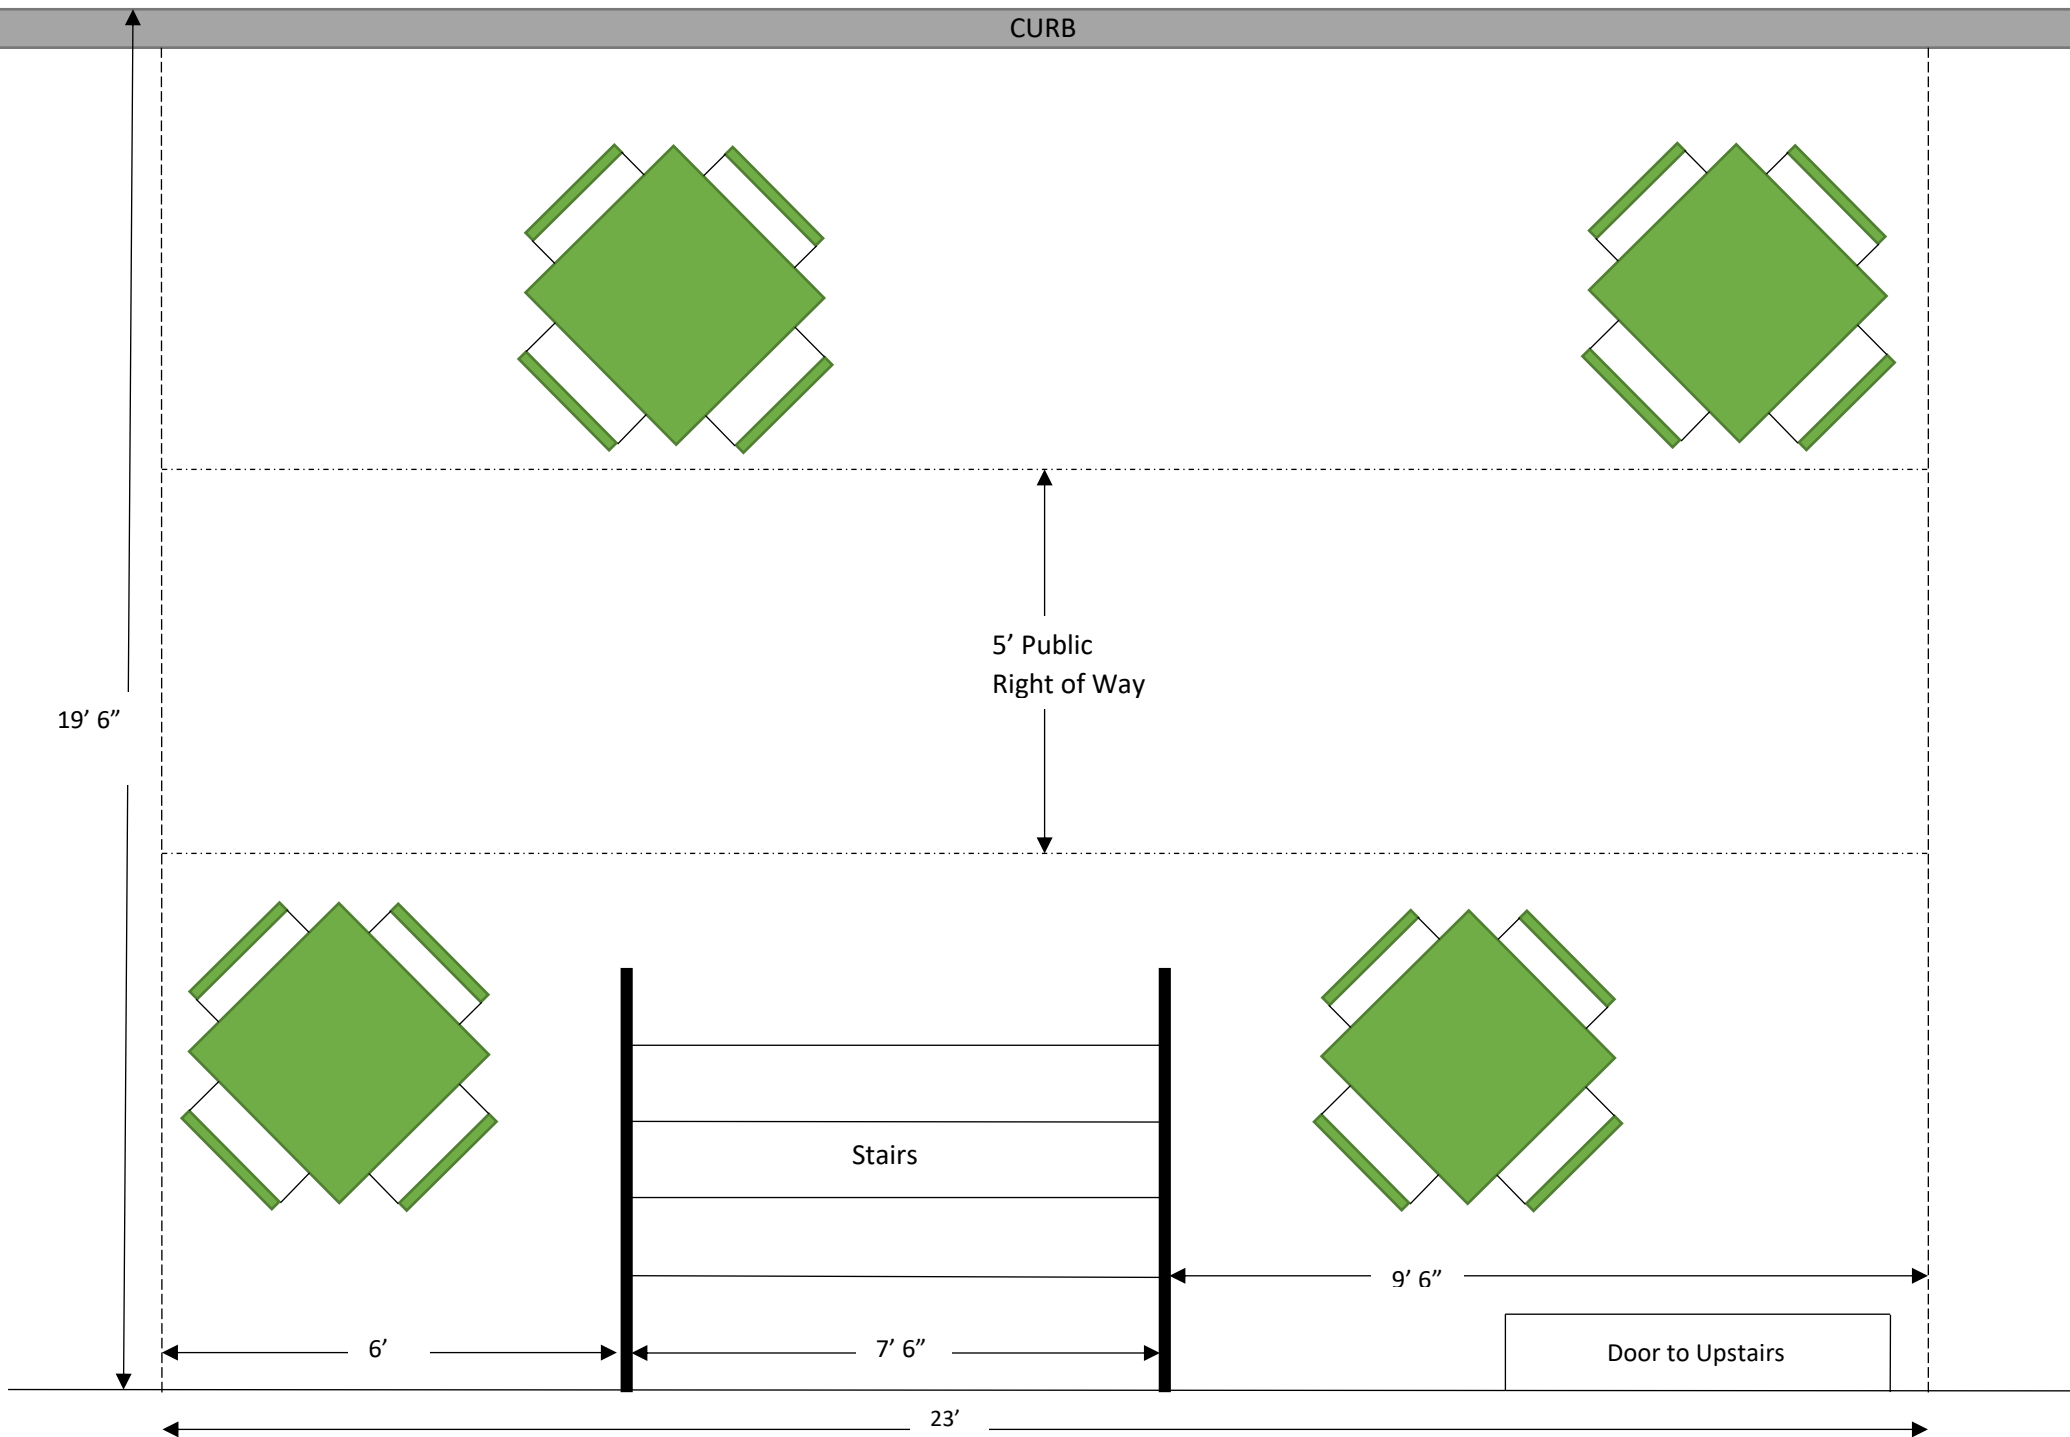 CURB
5’ Public
Right of Way
19’ 6”
Stairs
9’ 6”
6’
7’ 6”
Door to Upstairs
23’